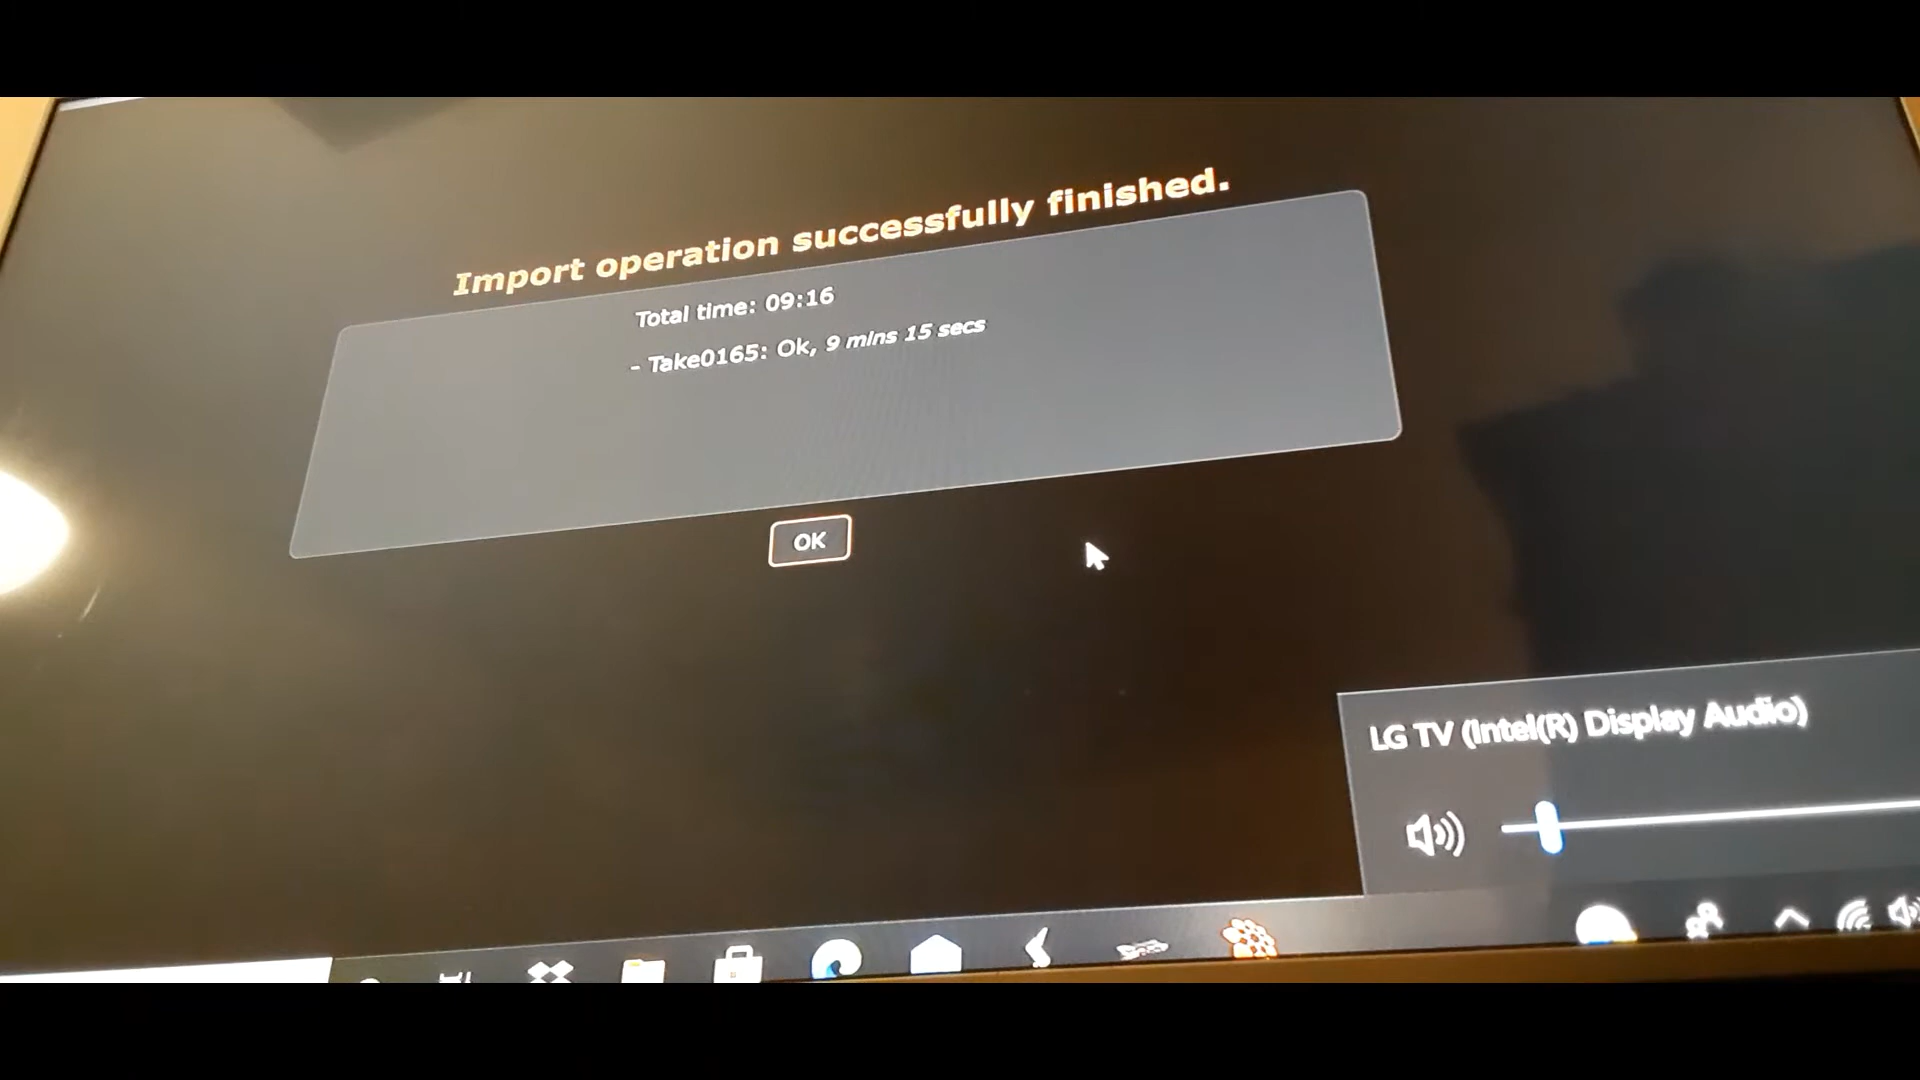 Import operation successfully finished.
Total time: 09:16
- Take0165: Ok, 9 mins 15 secs
OK
LG TV (Intel(R) Display Audio)